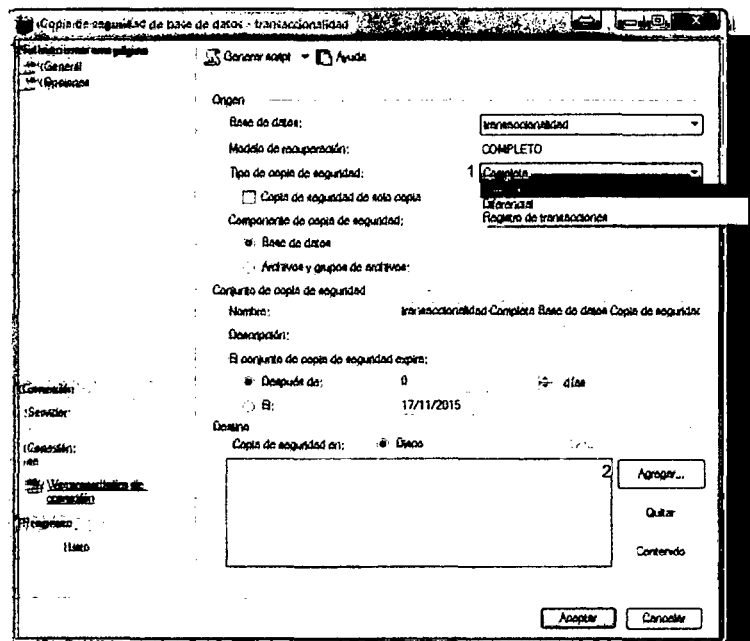 Copia de seguridad de base de datos - transaccionalidad
Seleccionar una página
General
Opciones
Generar script Ayuda
Origen
Base de datos: transaccionalidad
Modelo de recuperación: COMPLETO
Tipo de copia de seguridad: 1 Completa
Diferencial
Copia de seguridad de solo copia
Registro de transacciones
Componente de copia de seguridad:
Base de datos
Archivos y grupos de archivos:
Conjunto de copia de seguridad
Nombre: transaccionalidad-Completa Base de datos Copia de seguridad
Descripción:
El conjunto de copia de seguridad expira:
Después de: 0 días
El: 17/11/2015
Destino
Copia de seguridad en: Disco
2 Agregar...
Quitar
Contenido
Conexión
Servidor:
Conexión:
Ver propiedades de
conexión
Progreso
Listo
Aceptar Cancelar